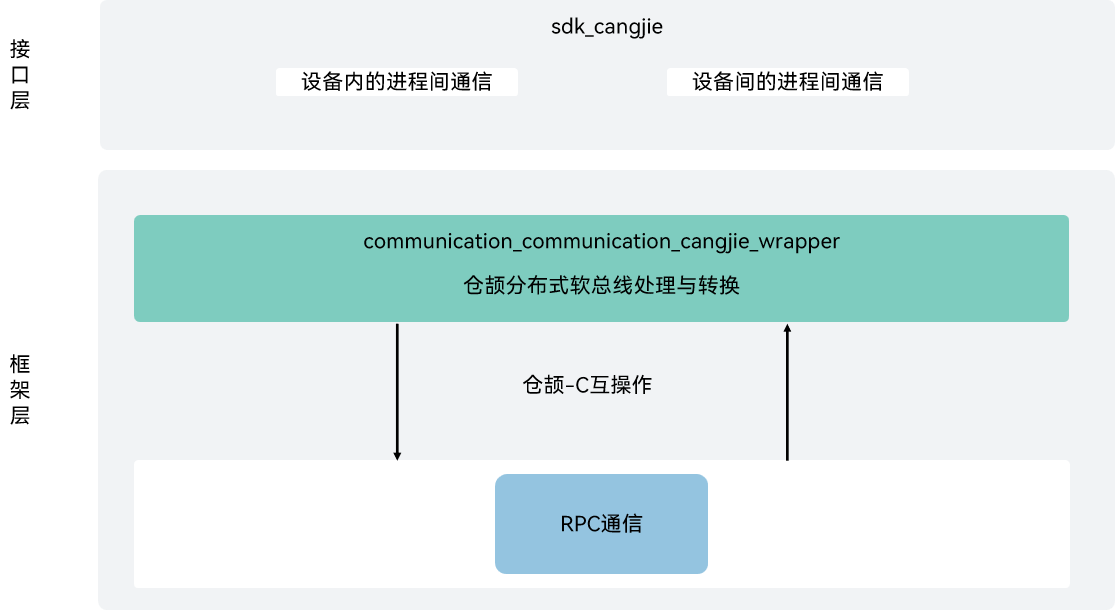 接口层
sdk_cangjie
设备内的进程间通信
设备间的进程间通信
框架层
communication_communication_cangjie_wrapper
仓颉分布式软总线处理与转换
仓颉-C互操作
RPC通信